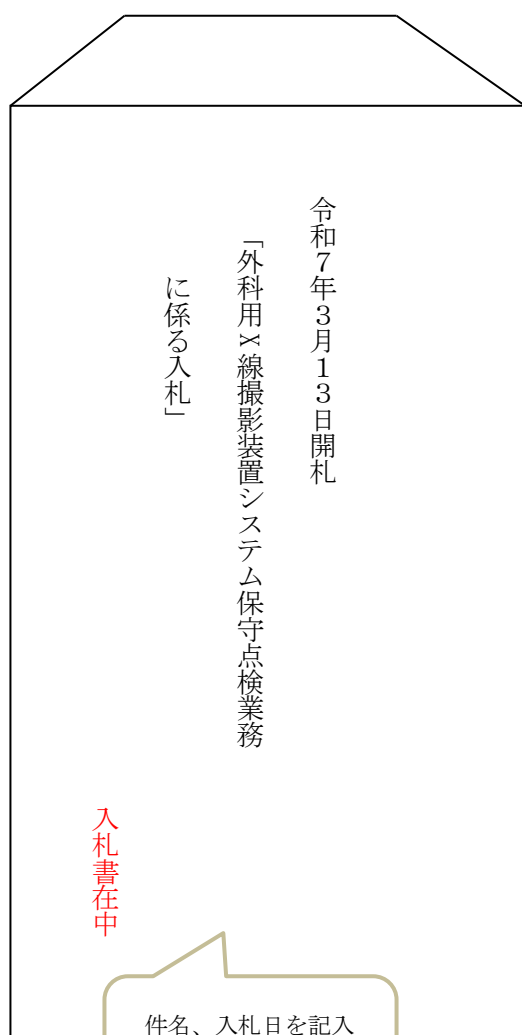 令和７年３月１３日開札
「外科用Ｘ線撮影装置システム保守点検業務
に係る入札」
入札書在中
件名、入札日を記入